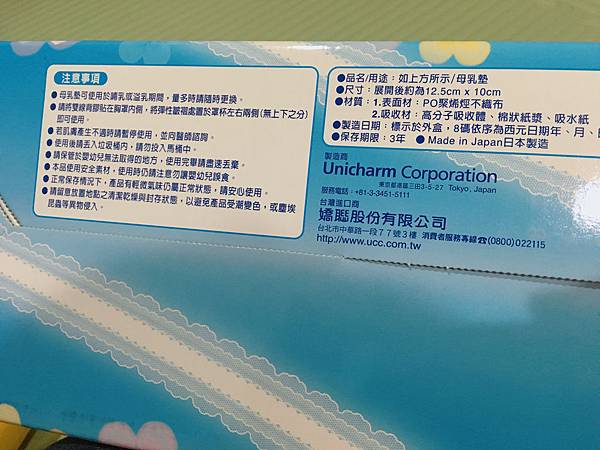 注意事項
● 母乳墊可使用於哺乳或溢乳期間，量多時請隨時更換。
● 請將雙線背膠貼在胸罩內側，將彈性皺褶處置於罩杯左右兩側(無上下之分)
即可使用。
● 若肌膚產生不適時請暫停使用，並向醫師諮詢。
● 使用後請丟入垃圾桶內，請勿投入馬桶中。
● 請保管於嬰幼兒無法取得的地方，使用完畢請盡速丟棄。
● 本品使用安全素材，使用時仍請注意勿讓嬰幼兒誤食。
● 正常保存情況下，產品有輕微氣味仍屬正常狀態，請安心使用。
● 請留意放置地點之清潔乾燥與封存狀態，以避免產品受潮變色，或塵埃
昆蟲等異物侵入。
●品名/用途：如上方所示/母乳墊
●尺寸：展開後約為12.5cm x 10cm
●材質：1.表面材：PO聚烯烴不織布
2.吸收材：高分子吸收體、棉狀紙漿、吸水紙
●製造日期：標示於外盒，8碼依序為西元日期年、月、
●保存期限：3年 ● Made in Japan日本製造
製造商
Unicharm Corporation
東京都港區三田3-5-27 Tokyo, Japan
服務電話：+81-3-3451-5111
台灣進口商
嬌聯股份有限公司
台北市中華路一段77號3樓 消費者服務專線☎(0800)022115
http://www.ucc.com.tw